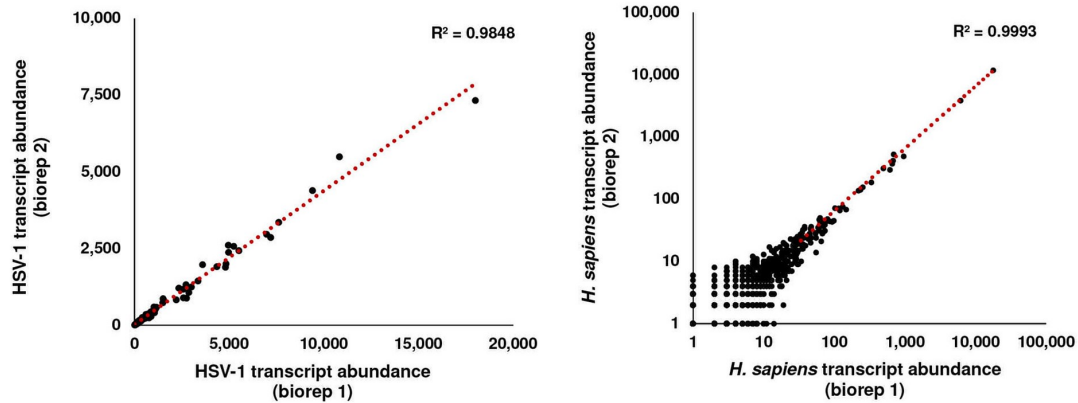 10,000
7,500
5,000
2,500
0
HSV-1 transcript abundance
(biorep 2)
R² = 0.9848
0
5,000
10,000
15,000
20,000
HSV-1 transcript abundance
(biorep 1)
100,000
10,000
1,000
100
10
1
H. sapiens transcript abundance
(biorep 2)
R² = 0.9993
1
10
100
1,000
10,000
100,000
H. sapiens transcript abundance
(biorep 1)